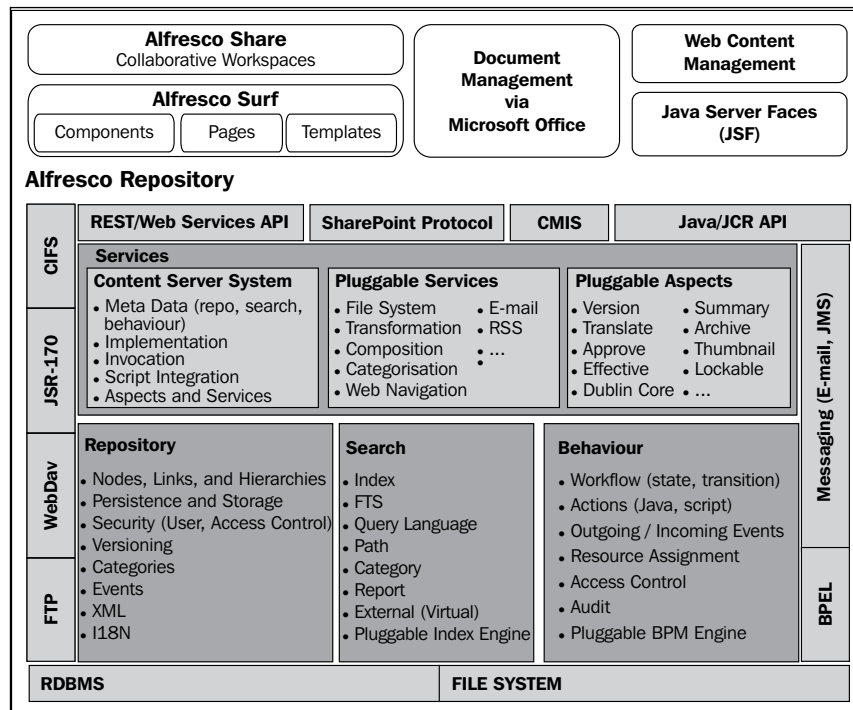 Alfresco Share
Collaborative Workspaces
Alfresco Surf
Components
Pages
Templates
Document
Management
via
Microsoft Office
Web Content
Management
Java Server Faces
(JSF)
Alfresco Repository
CIFS
JSR-170
WebDav
FTP
REST/Web Services API
SharePoint Protocol
CMIS
Java/JCR API
Services
Content Server System
• Meta Data (repo, search,
behaviour)
• Implementation
• Invocation
• Script Integration
• Aspects and Services
Pluggable Services
• File System
• Transformation
• Composition
• Categorisation
• Web Navigation
• E-mail
• RSS
• ...
•
Pluggable Aspects
• Version
• Translate
• Approve
• Effective
• Dublin Core
• Summary
• Archive
• Thumbnail
• Lockable
• ...
Repository
• Nodes, Links, and Hierarchies
• Persistence and Storage
• Security (User, Access Control)
• Versioning
• Categories
• Events
• XML
• I18N
Search
• Index
• FTS
• Query Language
• Path
• Category
• Report
• External (Virtual)
• Pluggable Index Engine
Behaviour
• Workflow (state, transition)
• Actions (Java, script)
• Outgoing / Incoming Events
• Resource Assignment
• Access Control
• Audit
• Pluggable BPM Engine
Messaging (E-mail, JMS)
BPEL
RDBMS
FILE SYSTEM